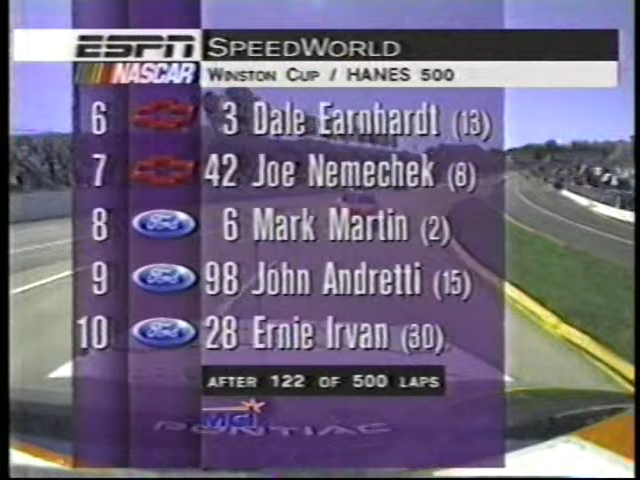 ESPN SPEEDWORLD
NASCAR WINSTON CUP / HANES 500
6 3 Dale Earnhardt (13)
7 42 Joe Nemechek (8)
8 Ford 6 Mark Martin (2)
9 Ford 98 John Andretti (15)
10 Ford 28 Ernie Irvan (30)
AFTER 122 OF 500 LAPS
MCI
PONTIAC